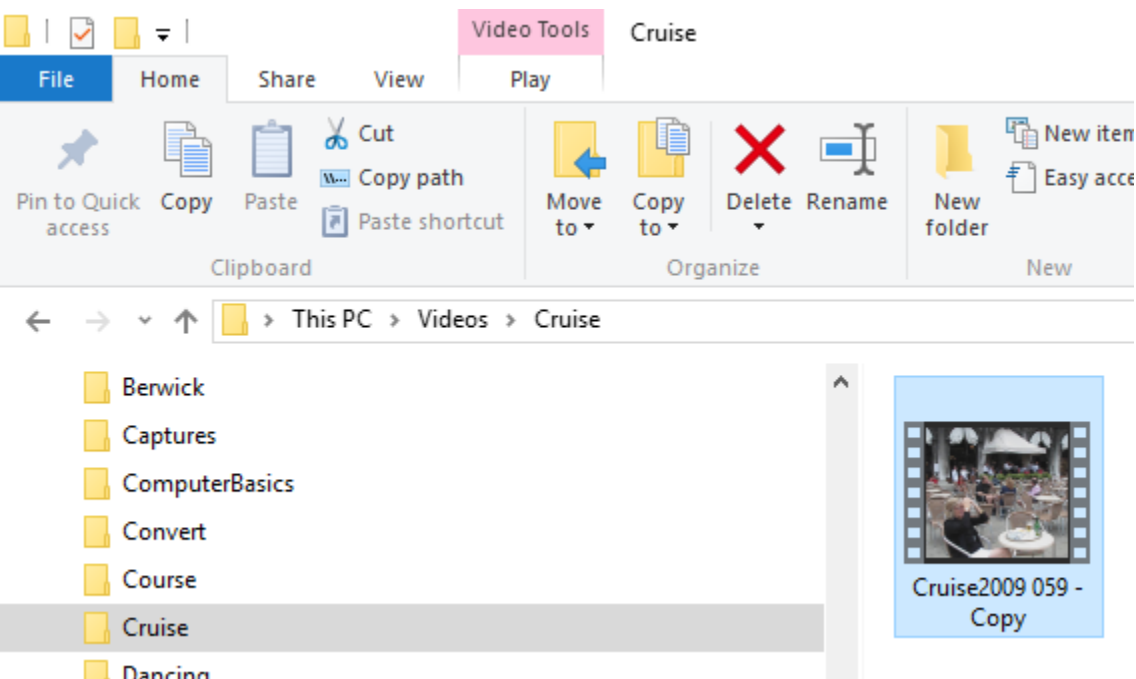 Video Tools
Cruise
File
Home
Share
View
Play
Pin to Quick
access
Copy
Paste
Cut
Copy path
Paste shortcut
Clipboard
Move
to
Copy
to
Delete
Rename
Organize
New
folder
New item
Easy acce
New
This PC > Videos > Cruise
Berwick
Captures
ComputerBasics
Convert
Course
Cruise
Dancing
Cruise2009 059 -
Copy